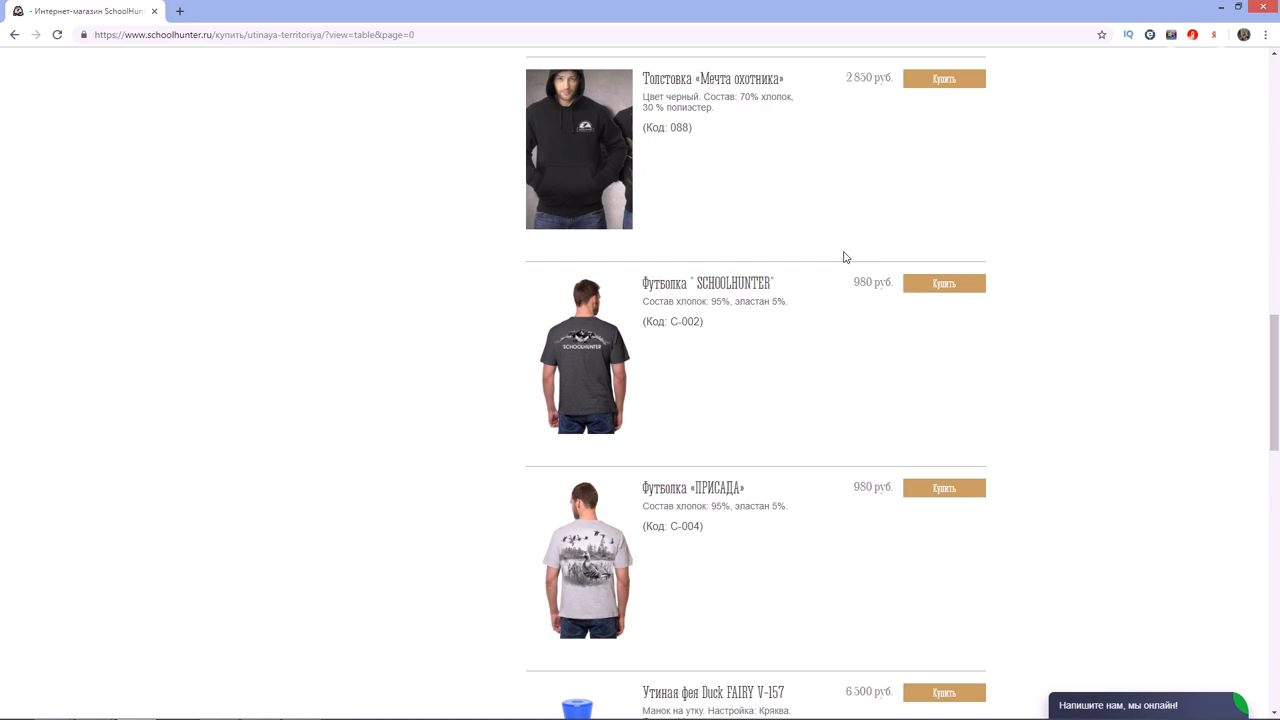 - Интернет-магазин SchoolHun
https://www.schoolhunter.ru/купить/utinaya-territoriya/?view=table&page=0
Толстовка «Мечта охотника»
2 850 руб.
Купить
Цвет черный. Состав: 70% хлопок,
30 % полиэстер.
(Код: 088)
Футболка " SCHOOLHUNTER"
980 руб.
Купить
Состав хлопок: 95%, эластан 5%.
(Код: С-002)
SCHOOLHUNTER
Футболка «ПРИСАДА»
980 руб.
Купить
Состав хлопок: 95%, эластан 5%.
(Код: С-004)
Утиная фея Duck FAIRY V-157
6 500 руб.
Купить
Манок на утку. Настройка: Кряква.
Напишите нам, мы онлайн!